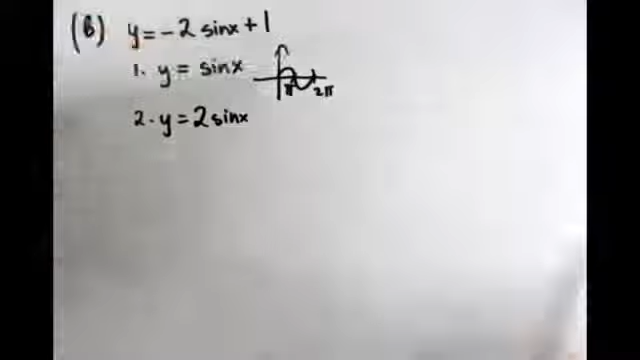 (b) y = -2 sinx + 1
1. y = sinx π 2π
2. y = 2 sinx